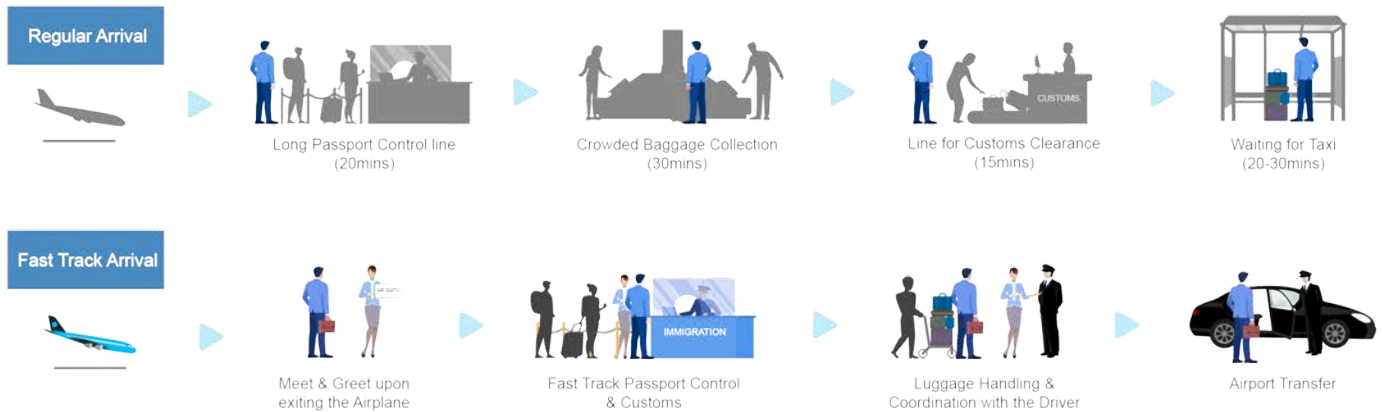 Regular Arrival
Long Passport Control line
(20mins)
Crowded Baggage Collection
(30mins)
CUSTOMS
Line for Customs Clearance
(15mins)
Waiting for Taxi
(20-30mins)
Fast Track Arrival
Meet & Greet upon
exiting the Airplane
IMMIGRATION
Fast Track Passport Control
& Customs
Luggage Handling &
Coordination with the Driver
Airport Transfer